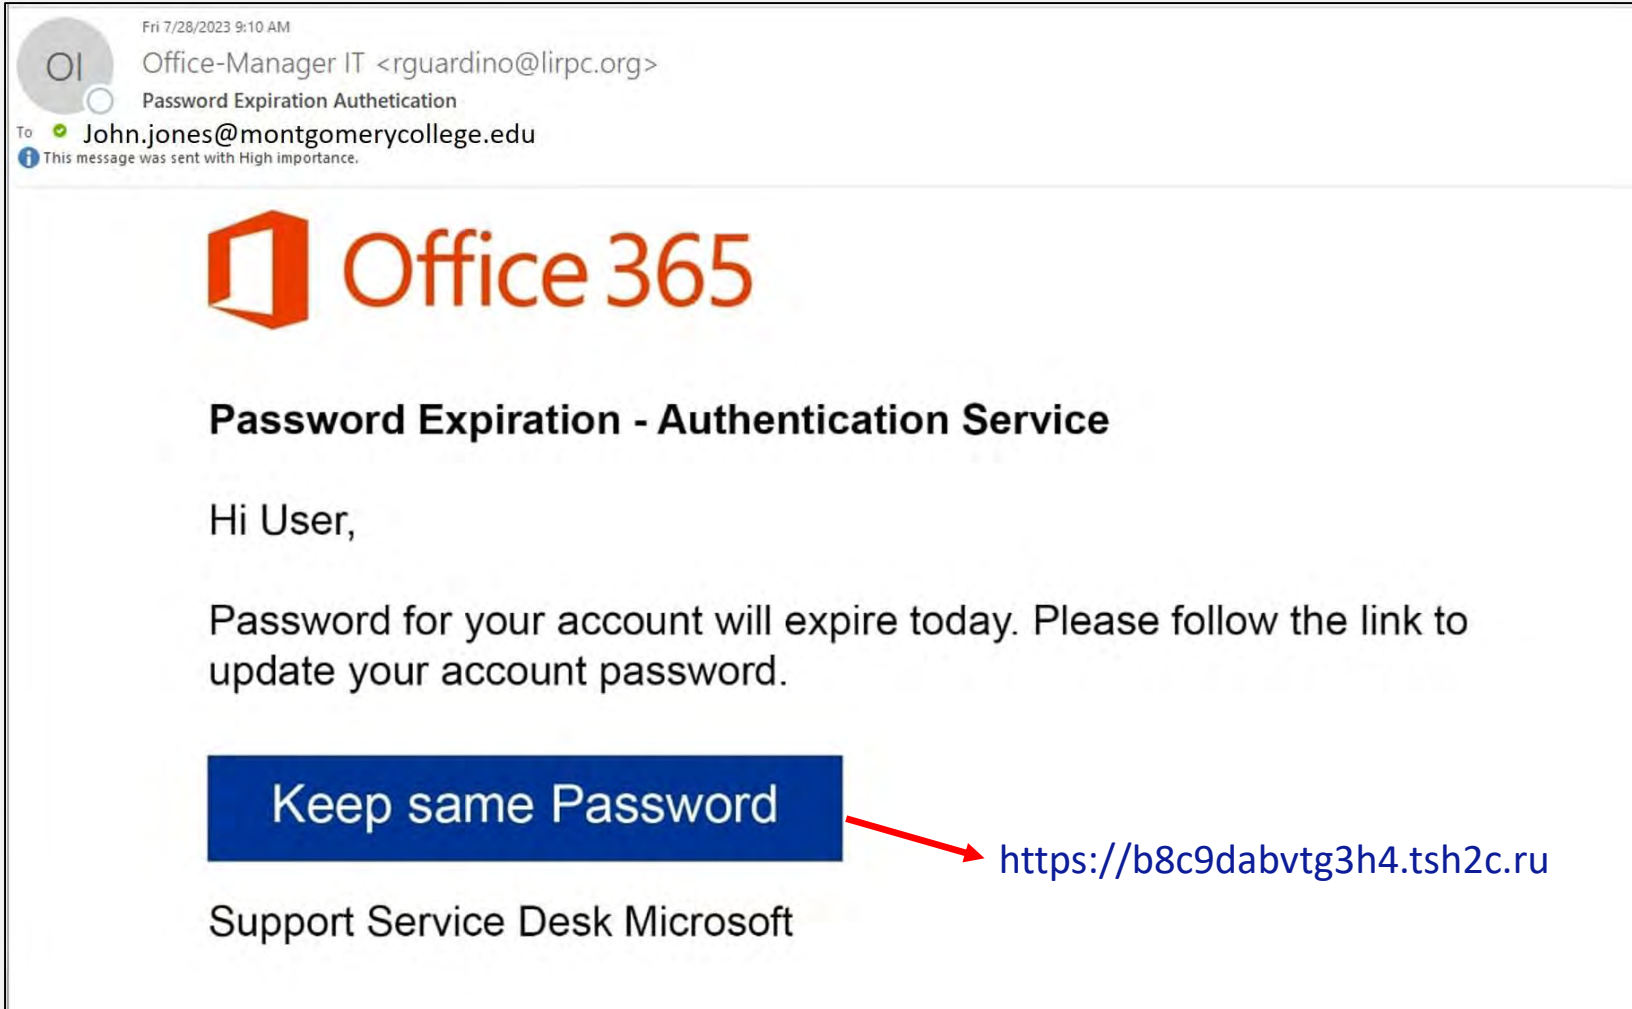 Fri 7/28/2023 9:10 AM
OI
Office-Manager IT <rguardino@lirpc.org>
Password Expiration Authetication
To John.jones@montgomerycollege.edu
i This message was sent with High importance.
Office 365
Password Expiration - Authentication Service
Hi User,
Password for your account will expire today. Please follow the link to
update your account password.
Keep same Password
https://b8c9dabvtg3h4.tsh2c.ru
Support Service Desk Microsoft